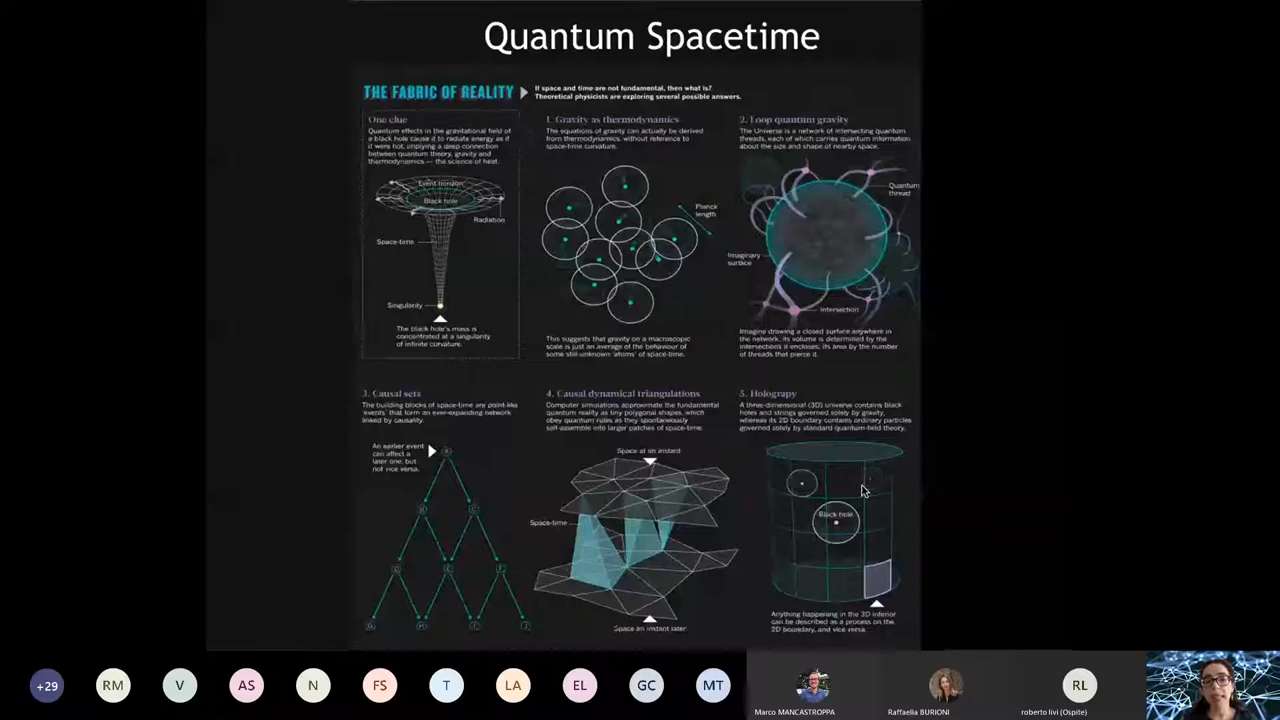 Quantum Spacetime
THE FABRIC OF REALITY
If space and time are not fundamental, then what is?
Theoretical physicists are exploring several possible answers.
One clue
Quantum effects in the gravitational field of
a black hole cause it to radiate energy as if
it were hot, implying a deep connection
between quantum theory, gravity and
thermodynamics — the science of heat.
Event horizon
Black hole
Radiation
Space-time
Singularity
The black hole's mass is
concentrated at a singularity
of infinite curvature.
1. Gravity as thermodynamics
The equations of gravity can actually be derived
from thermodynamics, without reference to
space-time curvature.
Planck
length
This suggests that gravity on a macroscopic
scale is just an average of the behaviour of
some still-unknown 'atoms' of space-time.
2. Loop quantum gravity
The Universe is a network of intersecting quantum
threads, each of which carries quantum information
about the size and shape of nearby space.
Quantum
thread
Imaginary
surface
Intersection
Imagine drawing a closed surface anywhere in
the network. Its volume is determined by the
intersections it encloses; its area by the number
of threads that pierce it.
3. Causal sets
The building blocks of space-time are point-like
'events' that form an ever-expanding network
linked by causality.
An earlier event
can affect a
later one, but
not vice versa.
A
B
C
D
E
F
G
H
I
J
4. Causal dynamical triangulations
Computer simulations approximate the fundamental
quantum reality as tiny polygonal shapes, which
obey quantum rules as they spontaneously
self-assemble into larger patches of space-time.
Space at an instant
Space-time
Space an instant later
5. Holograpy
A three-dimensional (3D) universe contains black
holes and strings governed solely by gravity,
whereas its 2D boundary contains ordinary particles
governed solely by standard quantum-field theory.
Black hole
Anything happening in the 3D interior
can be described as a process on the
2D boundary, and vice versa.
+29
RM
V
AS
N
FS
T
LA
EL
GC
MT
Marco MANCASTROPPA
Raffaella BURIONI
RL
roberto livi (Ospite)